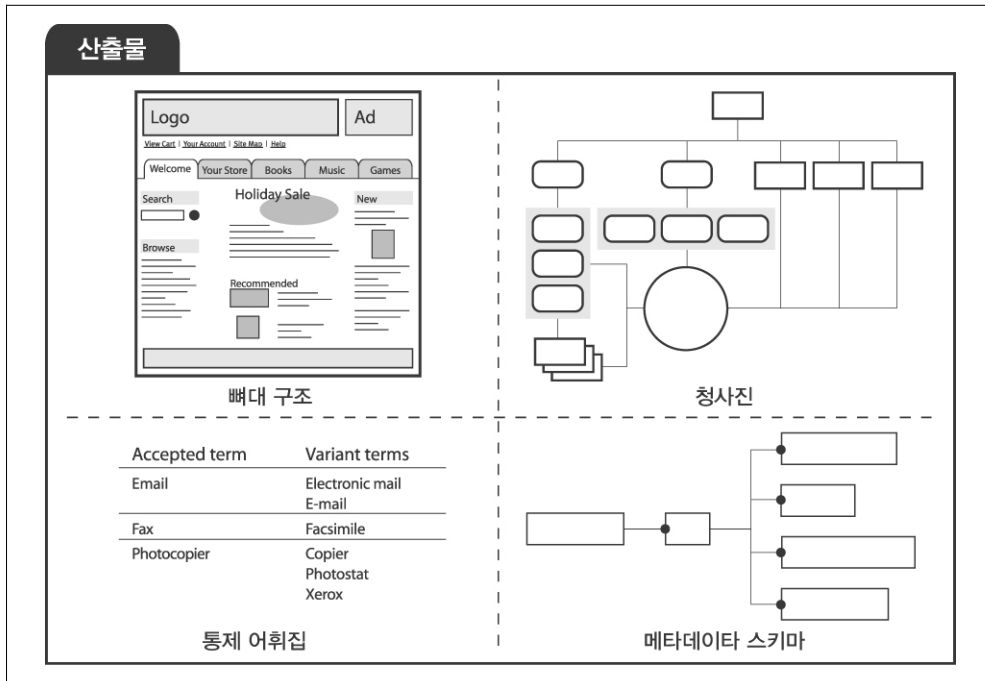 산출물
Logo
Ad
View Cart | Your Account | Site Map | Help
Welcome
Your Store
Books
Music
Games
Search
Holiday Sale
New
Browse
Recommended
뼈대 구조
청사진
Accepted term Variant terms
Email Electronic mail
E-mail
Fax Facsimile
Photocopier Copier
Photostat
Xerox
통제 어휘집
메타데이타 스키마